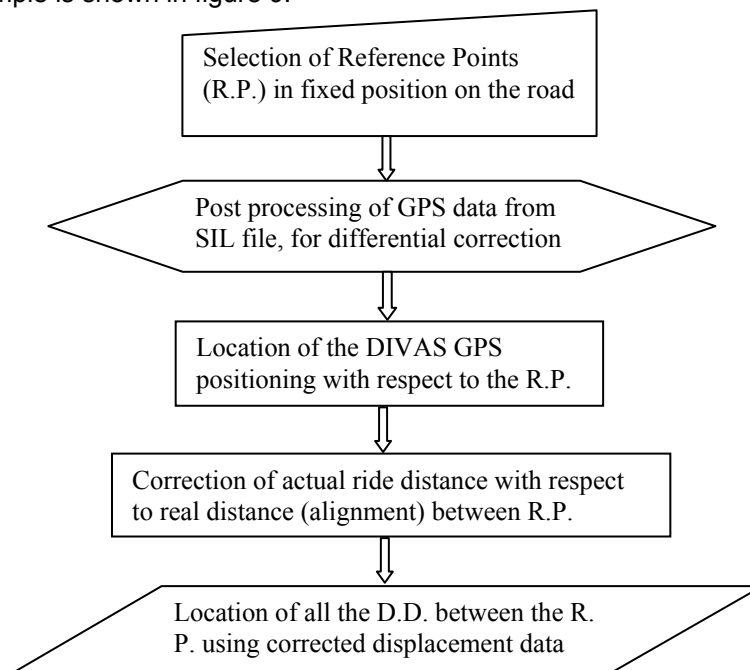 is shown in figure
Selection of Reference Points
(R.P.) in fixed position on the road
Post processing of GPS data from
SIL file, for differential correction
Location of the DIVAS GPS
positioning with respect to the R.P.
Correction of actual ride distance with respect
to real distance (alignment) between R.P.
Location of all the D.D. between the R.
P. using corrected displacement data